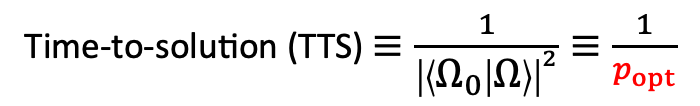 Time-to-solution (TTS) ≡ 1 / |⟨Ω₀|Ω⟩|² ≡ 1 / p_opt